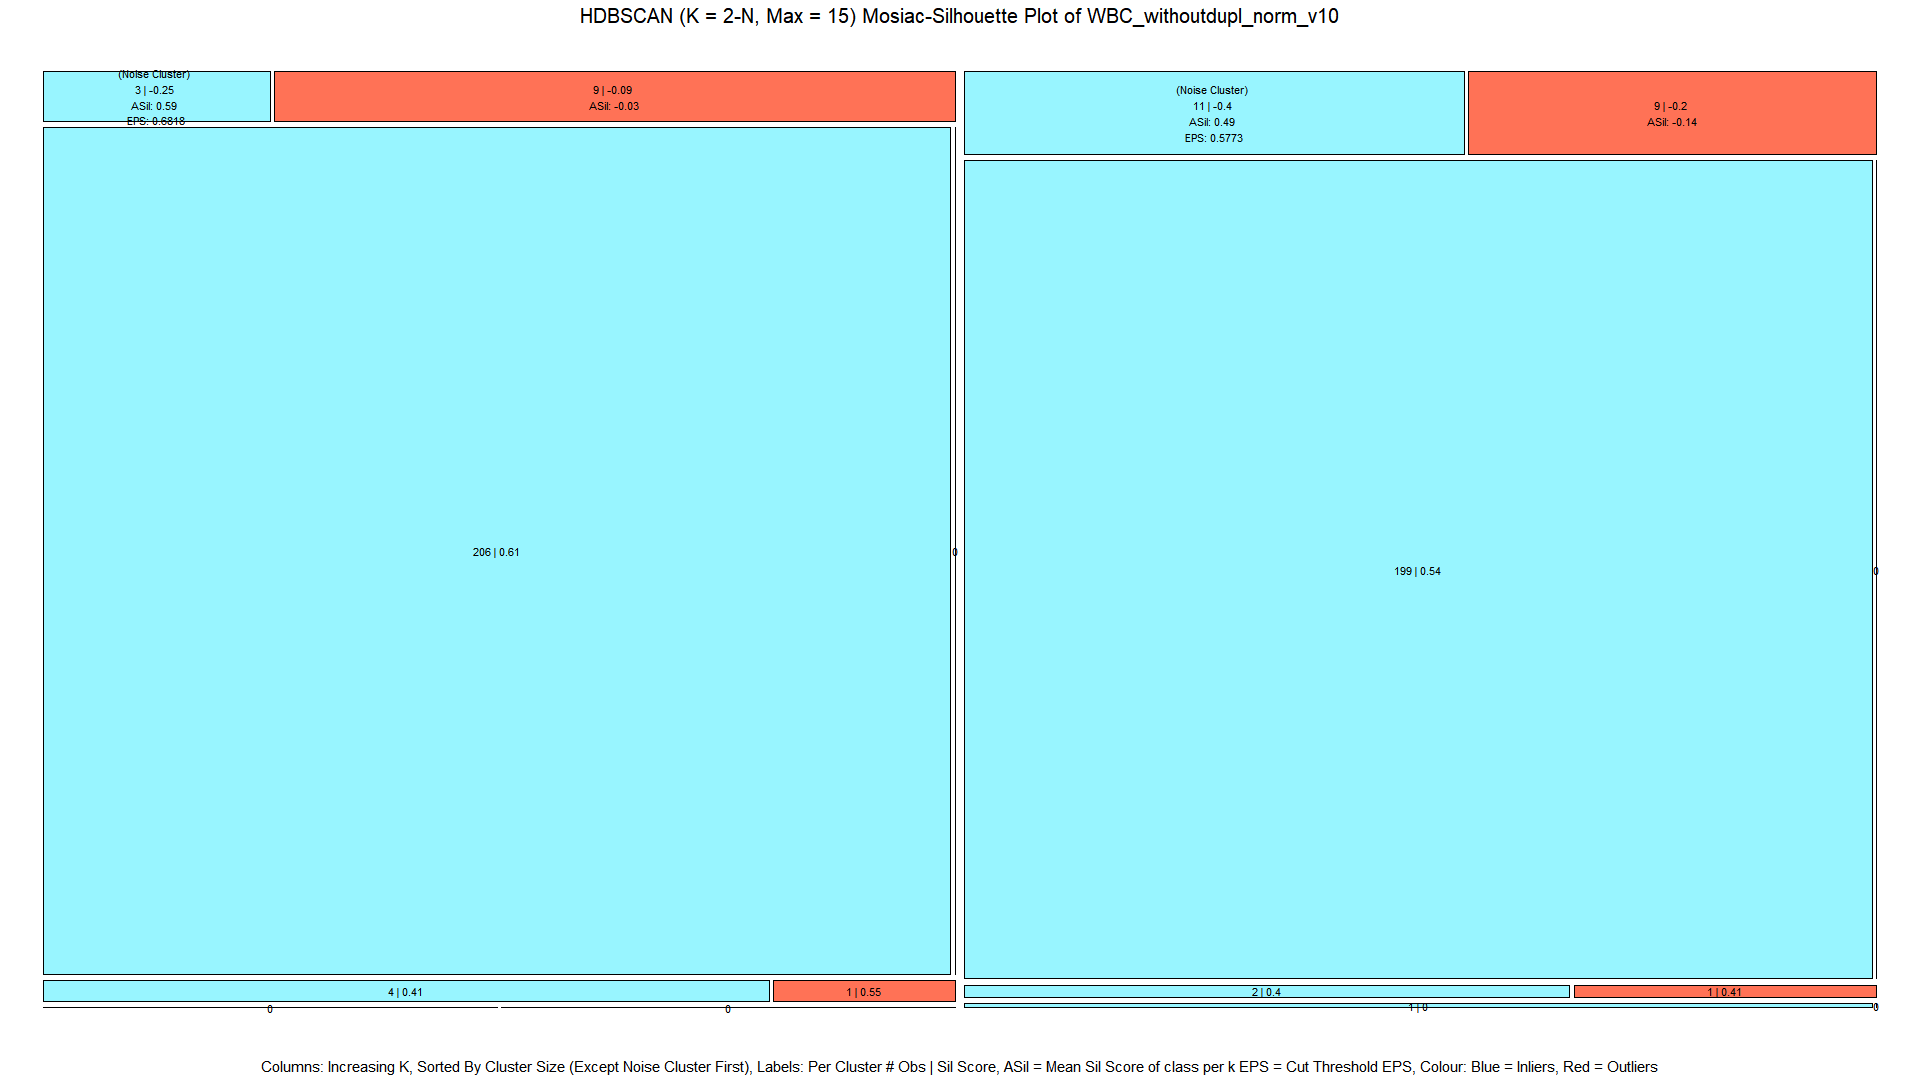 HDBSCAN (K = 2-N, Max = 15) Mosiac-Silhouette Plot of WBC_withoutdupl_norm_v10
(Noise Cluster)
3 | -0.25
ASil: 0.59
EPS: 0.6818
9 | -0.09
ASil: -0.03
206 | 0.61
0
4 | 0.41
1 | 0.55
0
0
(Noise Cluster)
11 | -0.4
ASil: 0.49
EPS: 0.5773
9 | -0.2
ASil: -0.14
199 | 0.54
0
2 | 0.4
1 | 0.41
1 | 0
0
Columns: Increasing K, Sorted By Cluster Size (Except Noise Cluster First), Labels: Per Cluster # Obs | Sil Score, ASil = Mean Sil Score of class per k EPS = Cut Threshold EPS, Colour: Blue = Inliers, Red = Outliers